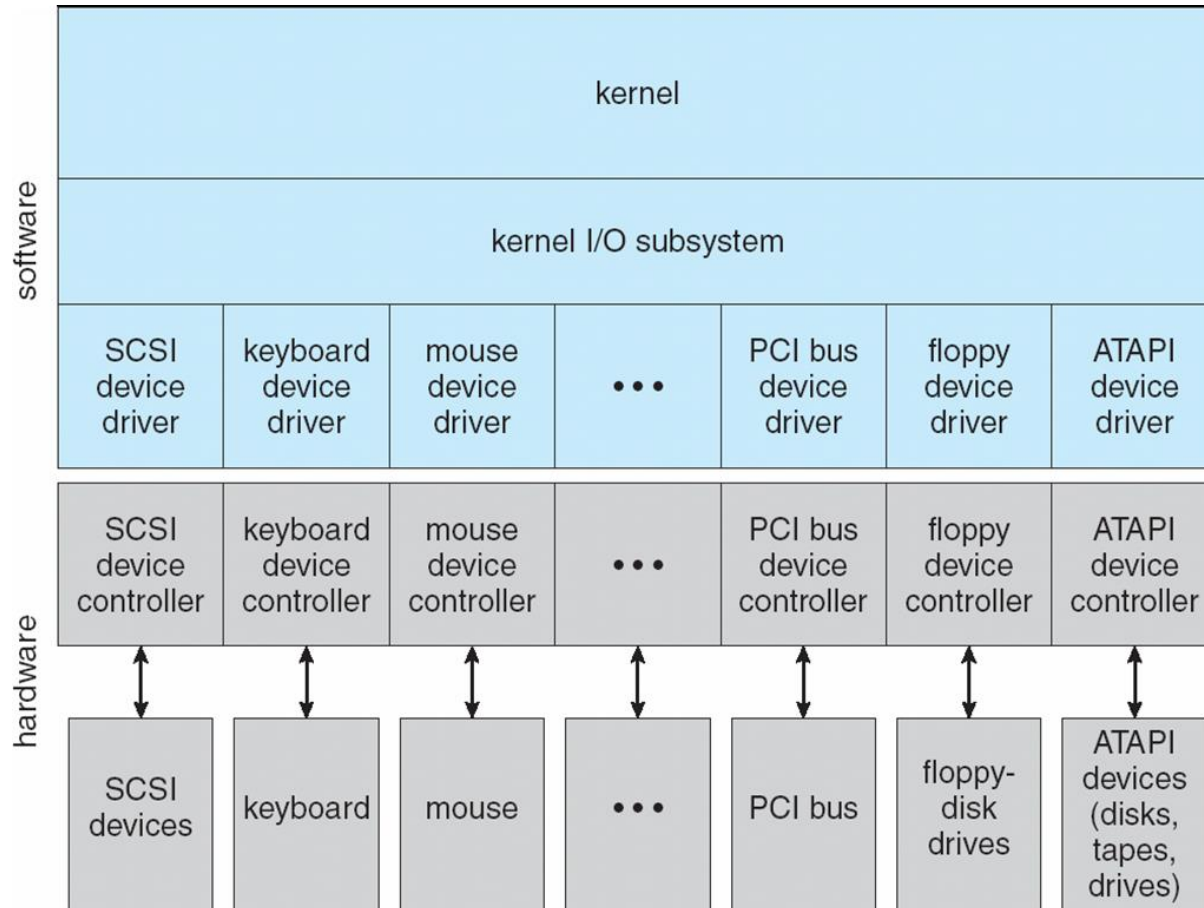 kernel
kernel I/O subsystem
software
SCSI
device
driver
keyboard
device
driver
mouse
device
driver
•••
PCI bus
device
driver
floppy
device
driver
ATAPI
device
driver
hardware
SCSI
device
controller
keyboard
device
controller
mouse
device
controller
•••
PCI bus
device
controller
floppy
device
controller
ATAPI
device
controller
SCSI
devices
keyboard
mouse
•••
PCI bus
floppy-
disk
drives
ATAPI
devices
(disks,
tapes,
drives)